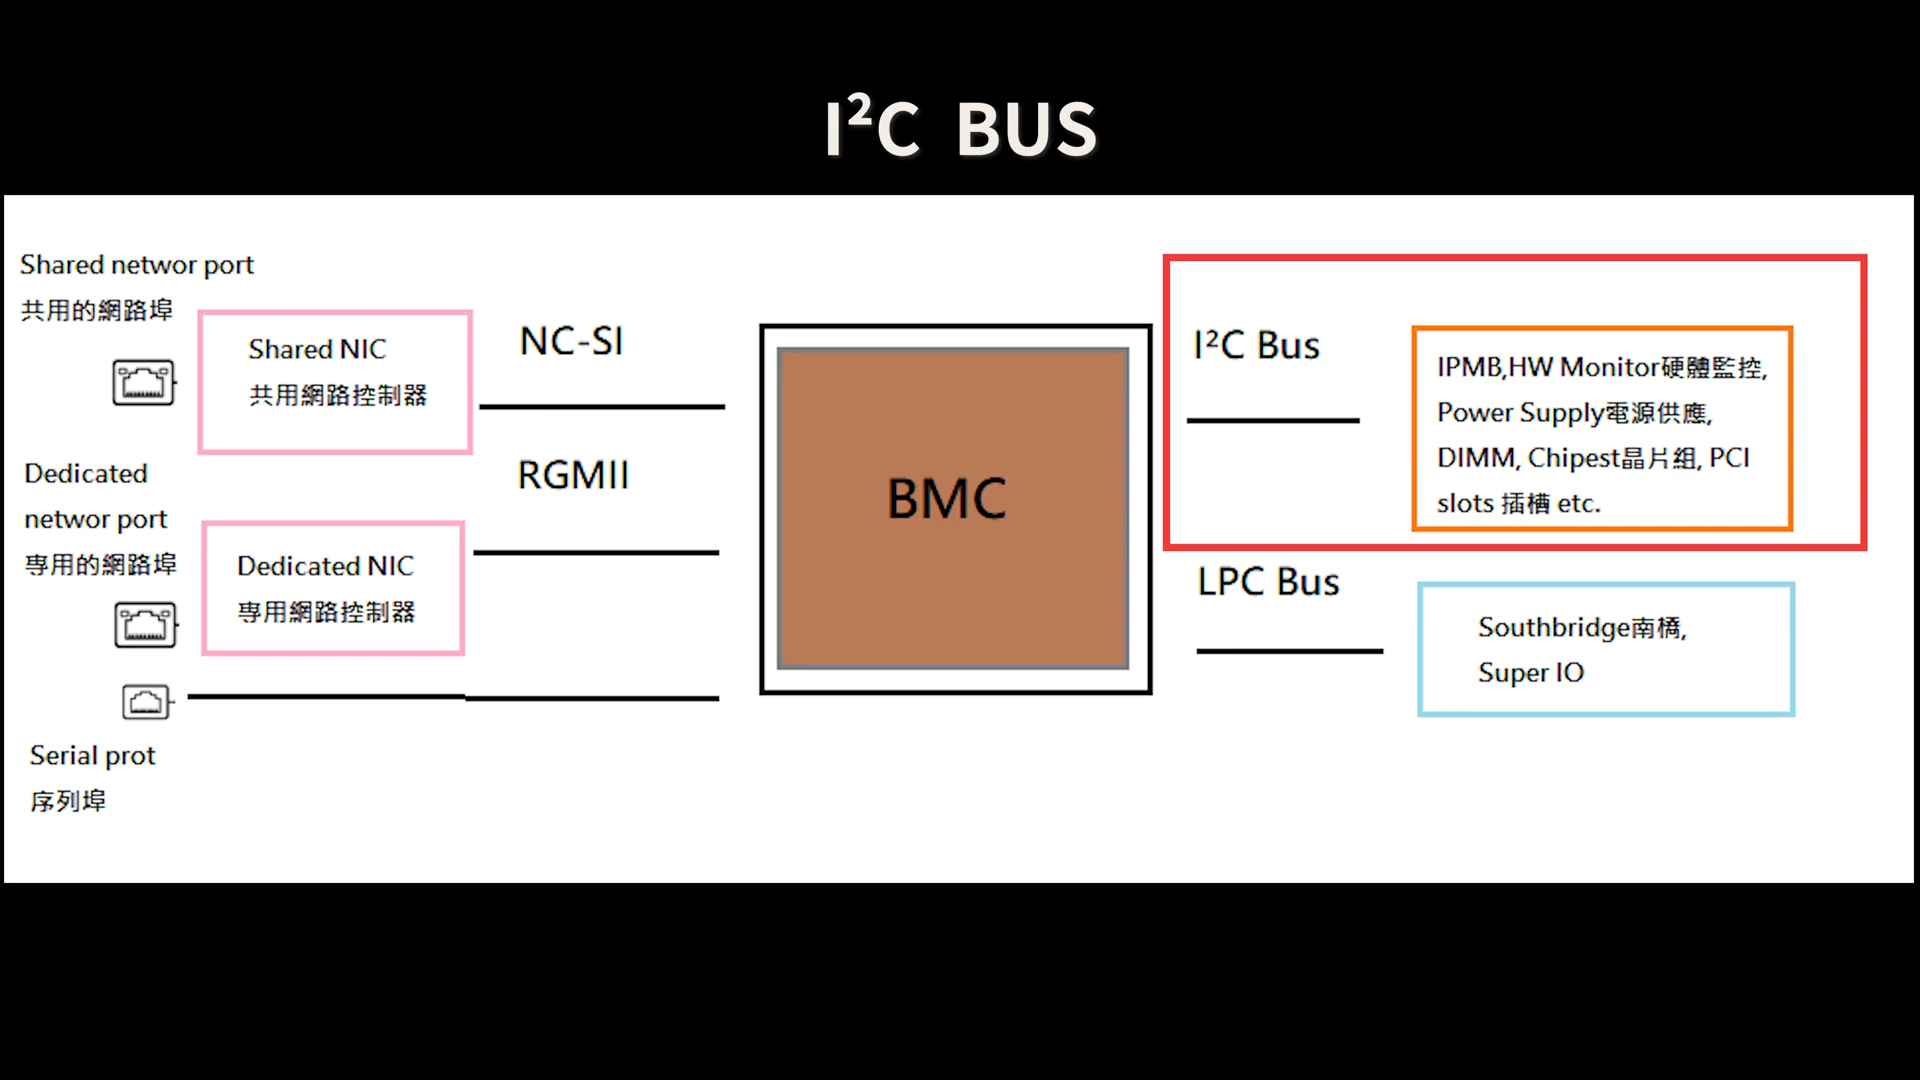 I²C BUS
Shared networ port
共用的網路埠
Shared NIC
共用網路控制器
NC-SI
Dedicated
networ port
專用的網路埠
Dedicated NIC
專用網路控制器
RGMII
Serial prot
序列埠
BMC
I²C Bus
IPMB,HW Monitor硬體監控,
Power Supply電源供應,
DIMM, Chipest晶片組, PCI
slots 插槽 etc.
LPC Bus
Southbridge南橋,
Super IO